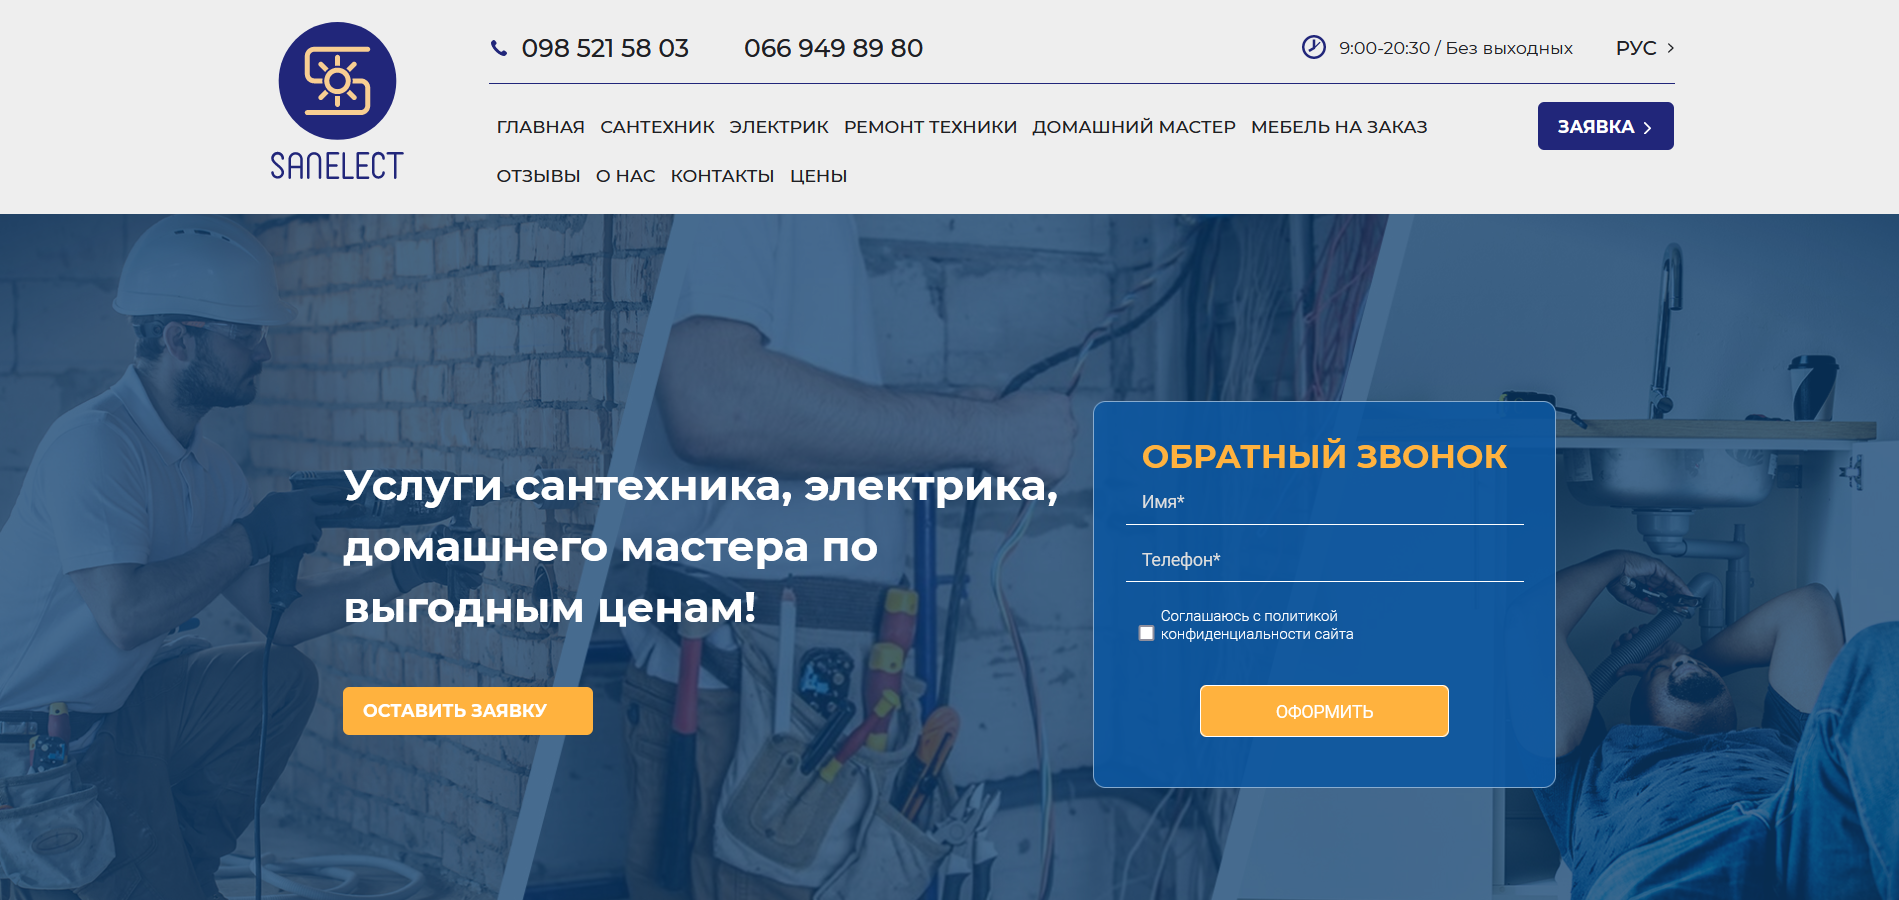 098 521 58 03 066 949 89 80 9:00-20:30 / Без выходных РУС
SANELECT
ГЛАВНАЯ САНТЕХНИК ЭЛЕКТРИК РЕМОНТ ТЕХНИКИ ДОМАШНИЙ МАСТЕР МЕБЕЛЬ НА ЗАКАЗ
ЗАЯВКА
ОТЗЫВЫ О НАС КОНТАКТЫ ЦЕНЫ
Услуги сантехника, электрика,
домашнего мастера по
выгодным ценам!
ОСТАВИТЬ ЗАЯВКУ
ОБРАТНЫЙ ЗВОНОК
Имя*
Телефон*
Соглашаюсь с политикой
конфиденциальности сайта
ОФОРМИТЬ